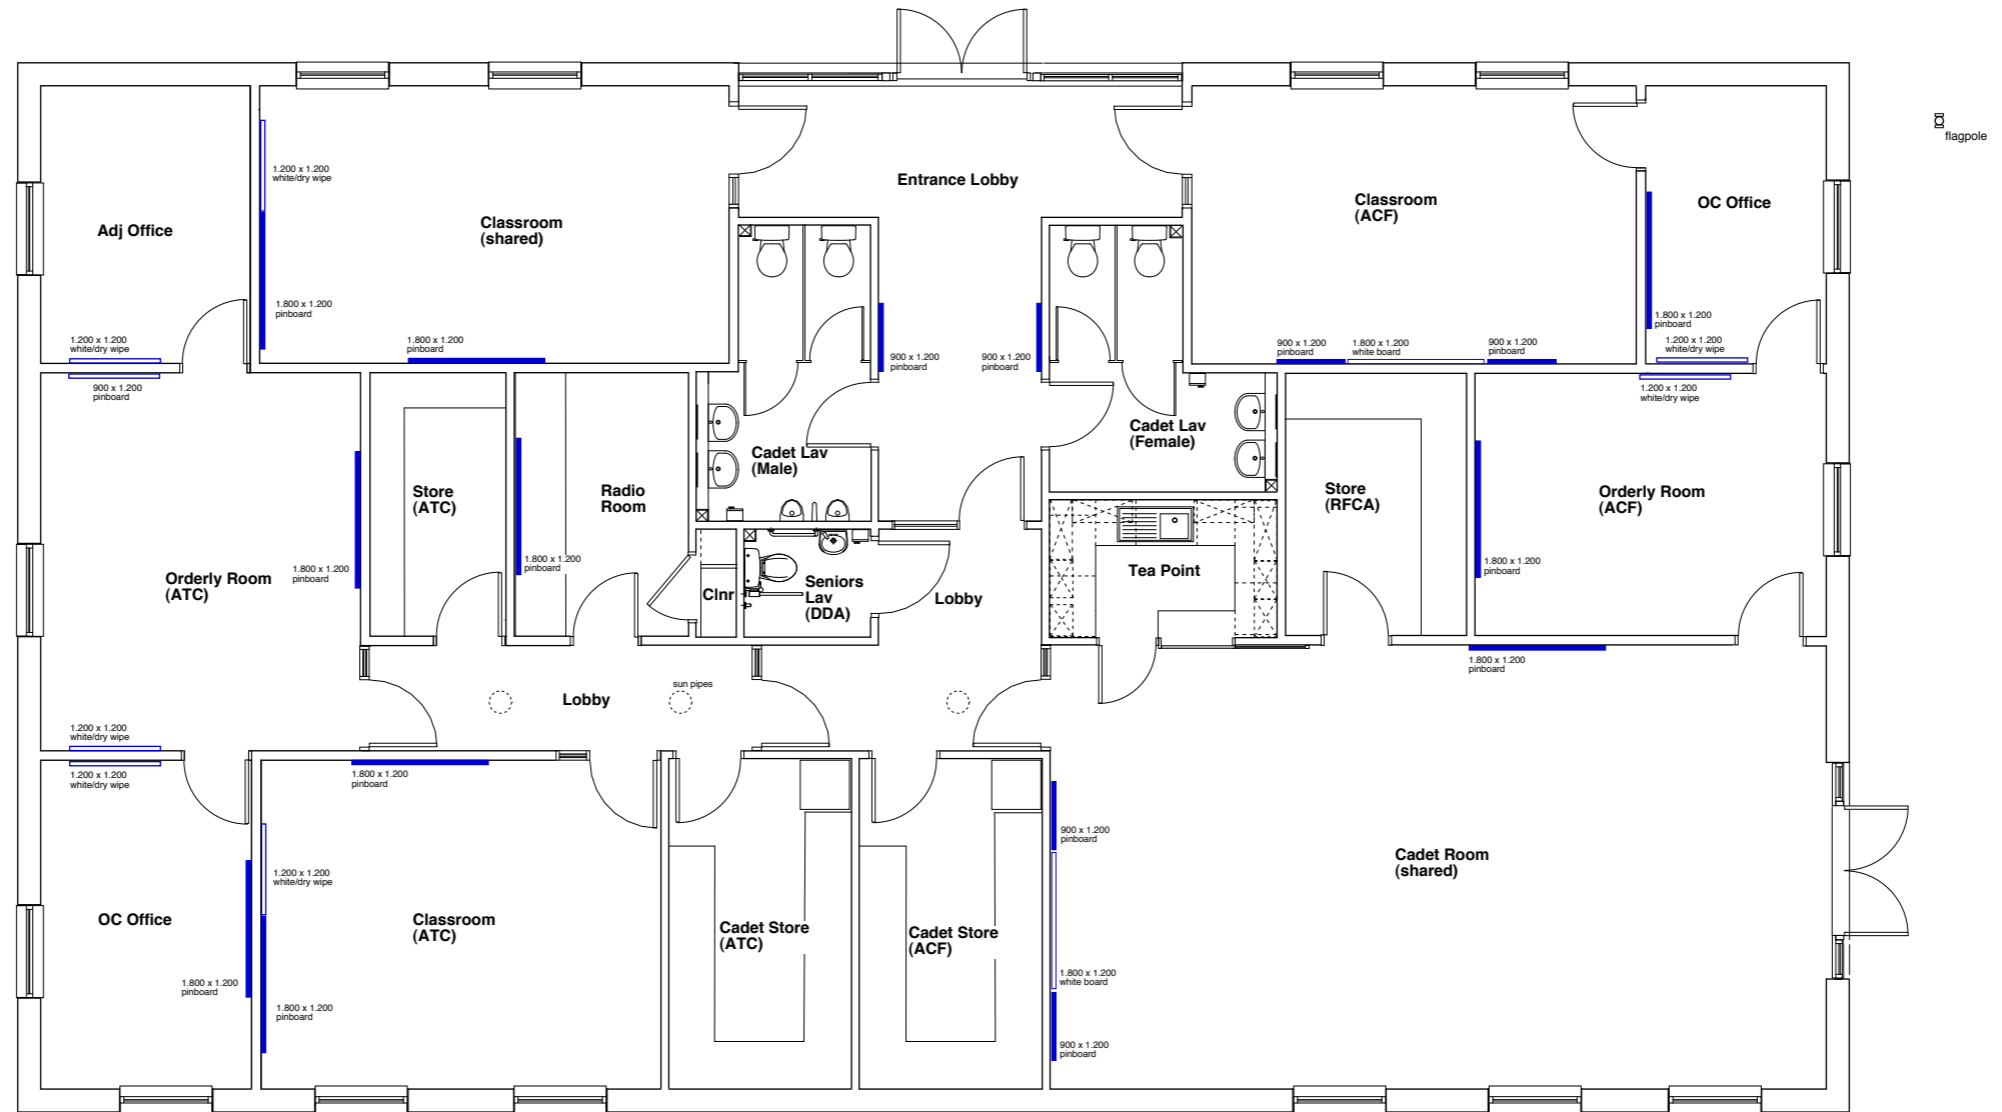 flagpole
1.200 x 1.200
white/dry wipe
Entrance Lobby
Classroom
(ACF)
OC Office
Adj Office
Classroom
(shared)
1.800 x 1.200
pinboard
1.800 x 1.200
pinboard
1.200 x 1.200
white/dry wipe
1.800 x 1.200
pinboard
900 x 1.200
pinboard
900 x 1.200
pinboard
900 x 1.200
pinboard
1.800 x 1.200
white board
900 x 1.200
pinboard
1.200 x 1.200
white/dry wipe
900 x 1.200
pinboard
1.200 x 1.200
white/dry wipe
Cadet Lav
(Male)
Cadet Lav
(Female)
Store
(ATC)
Radio
Room
Store
(RFCA)
Orderly Room
(ACF)
1.800 x 1.200
pinboard
1.800 x 1.200
pinboard
1.800 x 1.200
pinboard
Orderly Room
(ATC)
Clnr
Seniors
Lav
(DDA)
Lobby
Tea Point
1.800 x 1.200
pinboard
Lobby
sun pipes
1.200 x 1.200
white/dry wipe
1.200 x 1.200
white/dry wipe
1.800 x 1.200
pinboard
900 x 1.200
pinboard
Cadet Room
(shared)
1.200 x 1.200
white/dry wipe
OC Office
Classroom
(ATC)
Cadet Store
(ATC)
Cadet Store
(ACF)
1.800 x 1.200
pinboard
1.800 x 1.200
white board
1.800 x 1.200
pinboard
900 x 1.200
pinboard